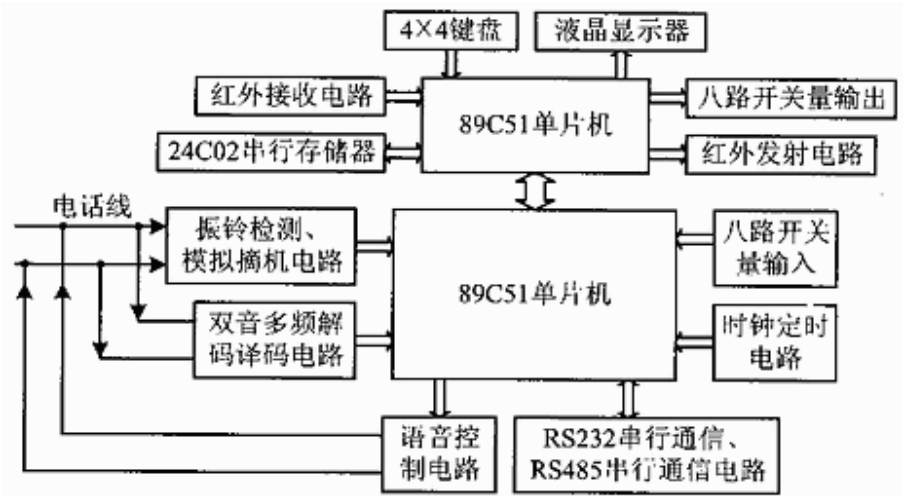 4×4键盘
液晶显示器
红外接收电路
89C51单片机
八路开关量输出
24C02串行存储器
红外发射电路
电话线
振铃检测、
模拟摘机电路
89C51单片机
八路开关
量输入
双音多频解
码译码电路
时钟定时
电路
语音控
制电路
RS232串行通信、
RS485串行通信电路